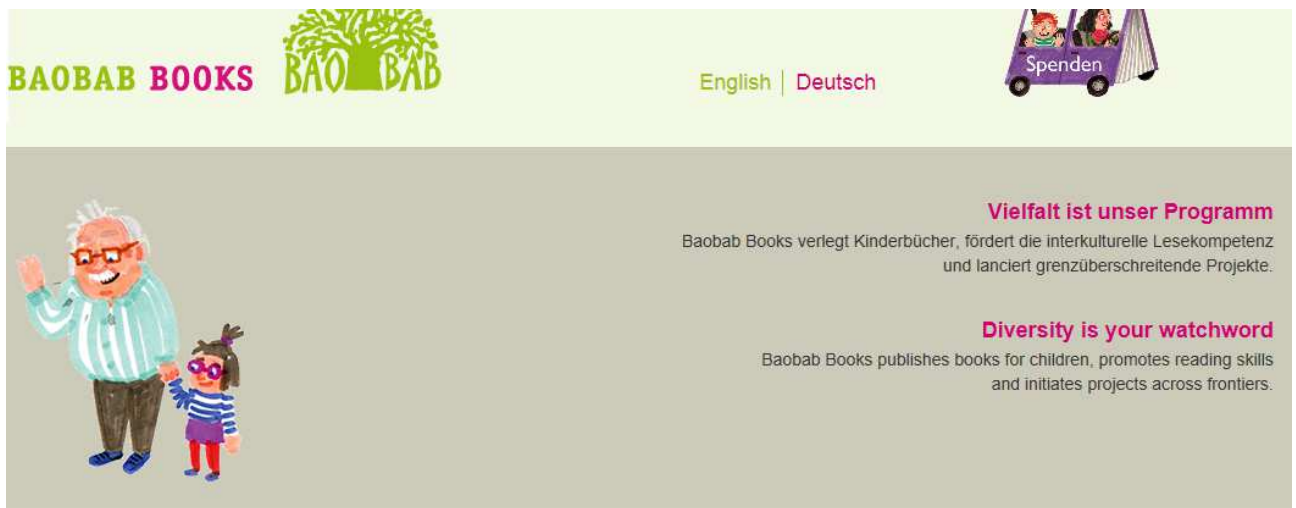 BAOBAB BOOKS
BAOBAB
English | Deutsch
Spenden
Vielfalt ist unser Programm
Baobab Books verlegt Kinderbücher, fördert die interkulturelle Lesekompetenz
und lanciert grenzüberschreitende Projekte.
Diversity is your watchword
Baobab Books publishes books for children, promotes reading skills
and initiates projects across frontiers.